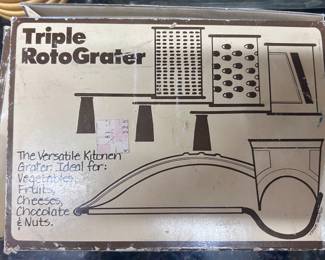 Triple
RotoGrater
The Versatile Kitchen
Grater. Ideal for:
Vegetables,
Fruits,
Cheeses,
Chocolate
& Nuts.